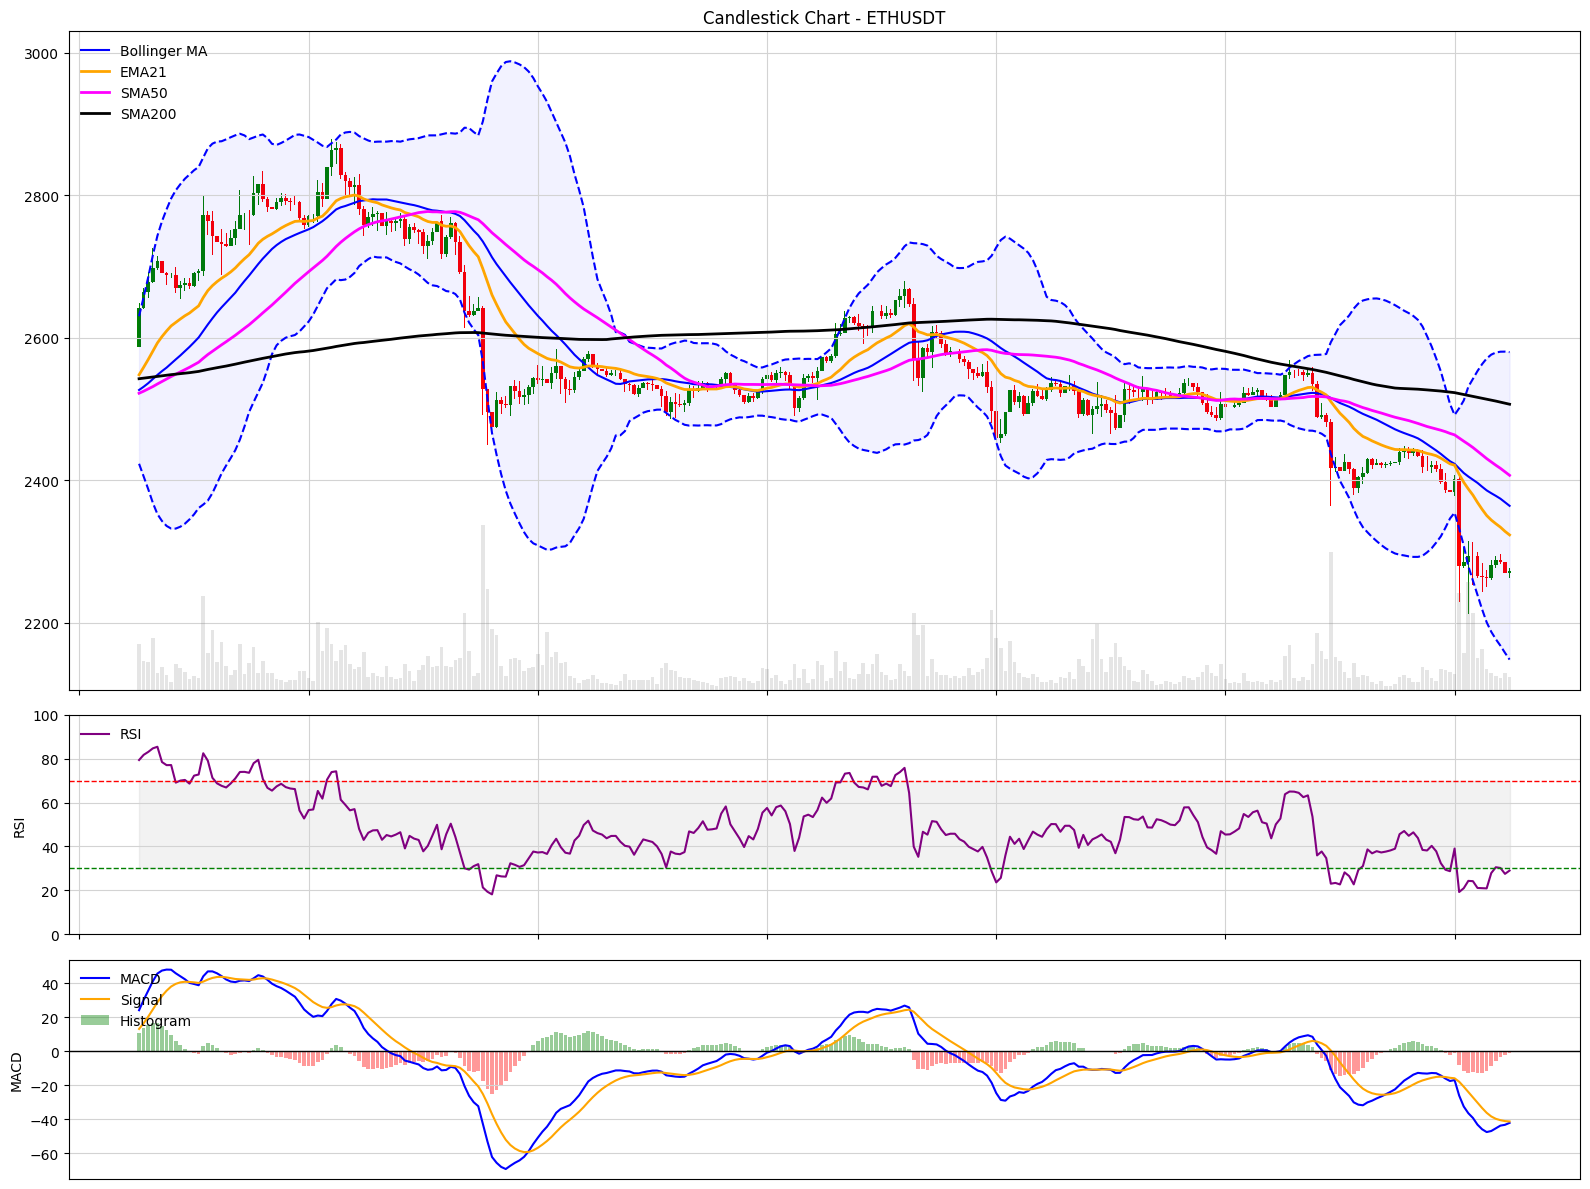 Candlestick Chart - ETHUSDT
Bollinger MA
EMA21
SMA50
SMA200
3000
2800
2600
2400
2200
RSI
100
80
60
40
20
0
RSI
MACD
Signal
Histogram
40
20
0
−20
−40
−60
MACD